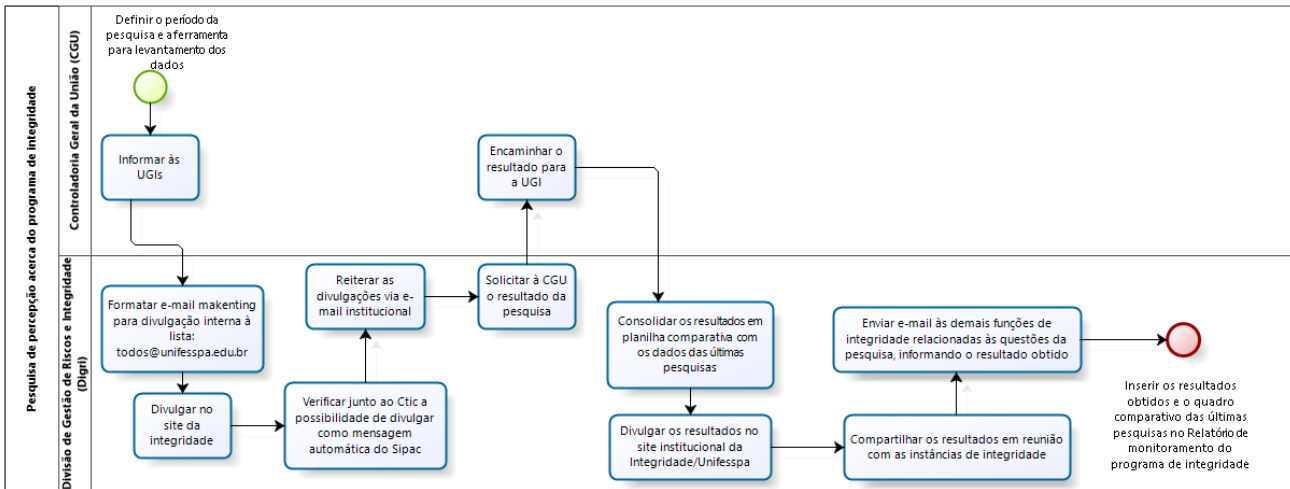 Pesquisa de percepção acerca do programa de integridade
Controladoria Geral da União (CGU)
Definir o período da
pesquisa e a ferramenta
para levantamento dos
dados
Informar às
UGIs
Encaminhar o
resultado para
a UGI
Divisão de Gestão de Riscos e Integridade
(Digri)
Formatar e-mail makenting
para divulgação interna à
lista:
todos@unifesspa.edu.br
Divulgar no
site da
integridade
Verificar junto ao Ctic a
possibilidade de divulgar
como mensagem
automática do Sipac
Reiterar as
divulgações via e-
mail institucional
Solicitar à CGU
o resultado da
pesquisa
Consolidar os resultados em
planilha comparativa com
os dados das últimas
pesquisas
Divulgar os resultados no
site institucional da
Integridade/Unifesspa
Compartilhar os resultados em reunião
com as instâncias de integridade
Enviar e-mail às demais funções de
integridade relacionadas às questões da
pesquisa, informando o resultado obtido
Inserir os resultados
obtidos e o quadro
comparativo das últimas
pesquisas no Relatório de
monitoramento do
programa de integridade